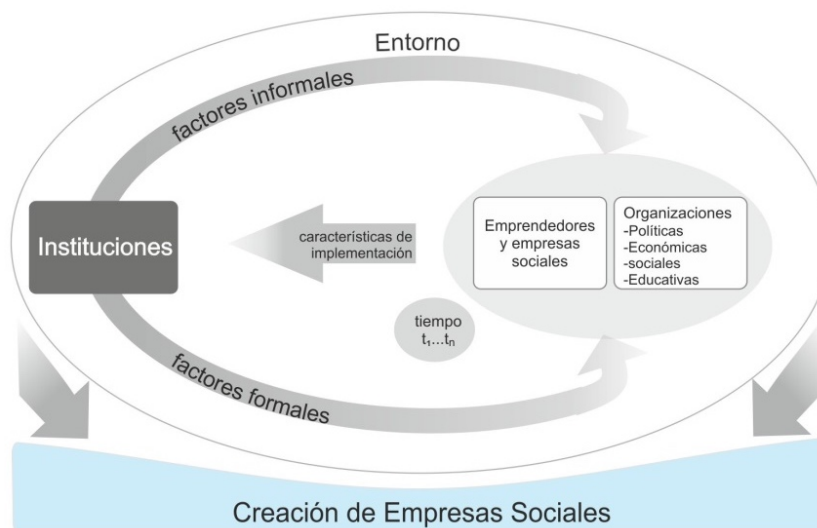 Entorno
factores informales
Instituciones
características de
implementación
Emprendedores
y empresas
sociales
Organizaciones
-Políticas
-Económicas
-sociales
-Educativas
tiempo
t₁...tₙ
factores formales
Creación de Empresas Sociales